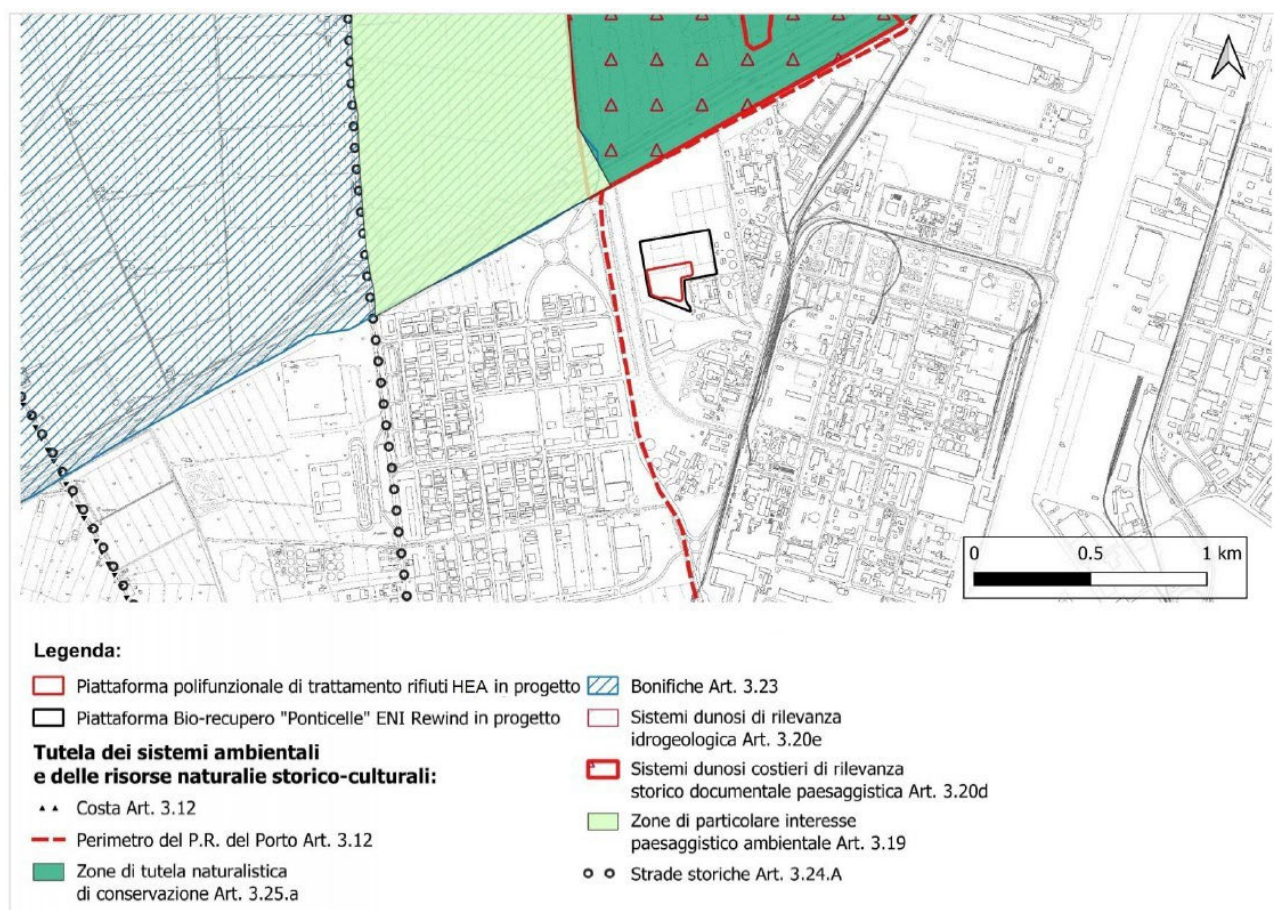 0 0.5 1 km
Legenda:
Piattaforma polifunzionale di trattamento rifiuti HEA in progetto
Piattaforma Bio-recupero "Ponticelle" ENI Rewind in progetto
Tutela dei sistemi ambientali
e delle risorse naturalie storico-culturali:
Costa Art. 3.12
Perimetro del P.R. del Porto Art. 3.12
Zone di tutela naturalistica
di conservazione Art. 3.25.a
Bonifiche Art. 3.23
Sistemi dunosi di rilevanza
idrogeologica Art. 3.20e
Sistemi dunosi costieri di rilevanza
storico documentale paesaggistica Art. 3.20d
Zone di particolare interesse
paesaggistico ambientale Art. 3.19
Strade storiche Art. 3.24.A